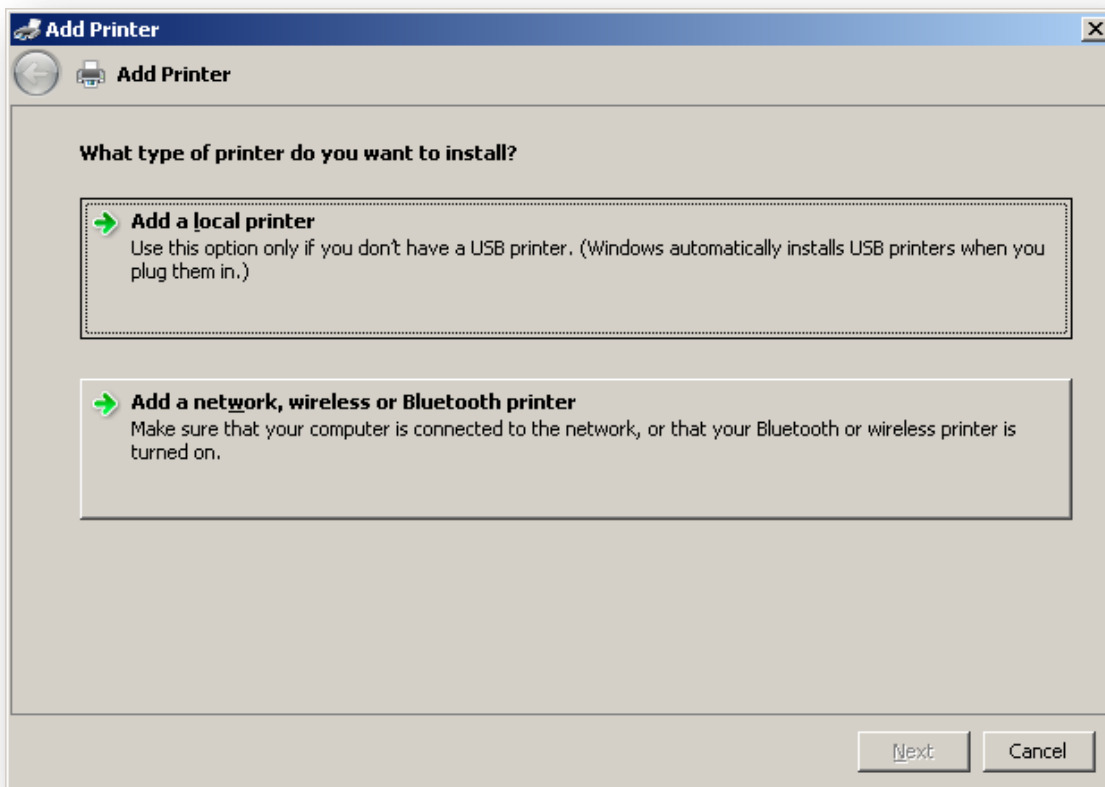 Add Printer
Add Printer
What type of printer do you want to install?
Add a local printer
Use this option only if you don't have a USB printer. (Windows automatically installs USB printers when you
plug them in.)
Add a network, wireless or Bluetooth printer
Make sure that your computer is connected to the network, or that your Bluetooth or wireless printer is
turned on.
Next
Cancel